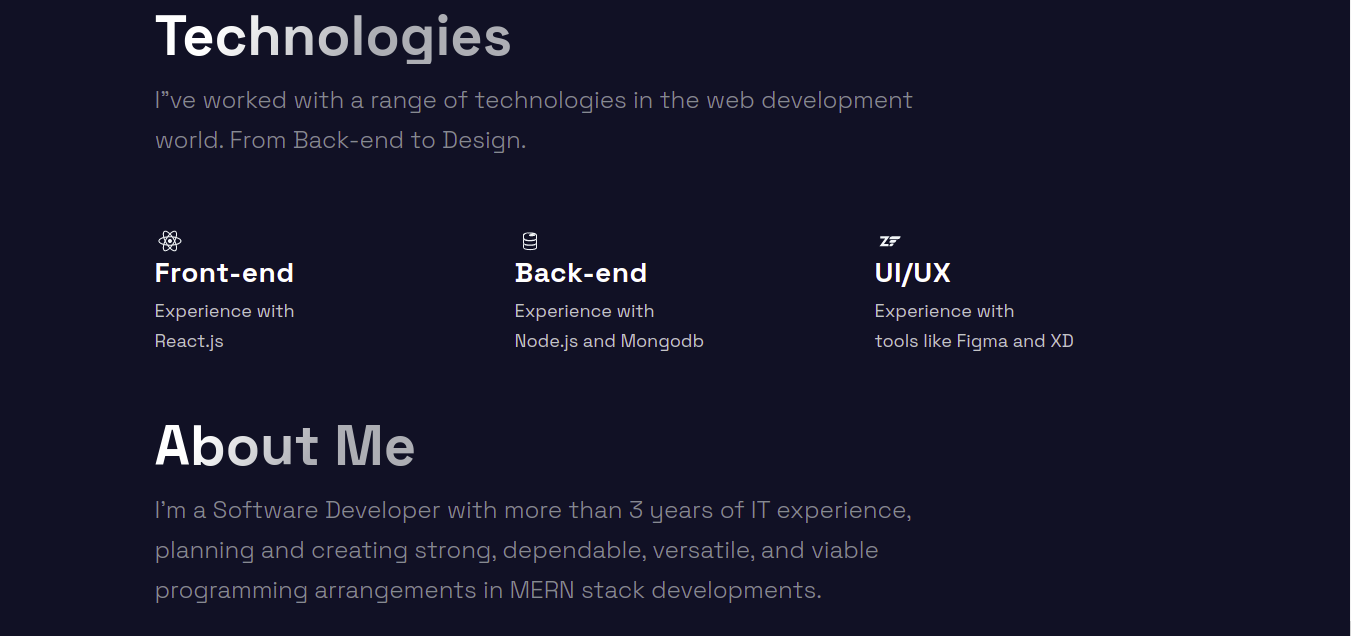 Technologies
I”ve worked with a range of technologies in the web development
world. From Back-end to Design.
Front-end
Back-end
UI/UX
Experience with
Experience with
Experience with
React.js
Node.js and Mongodb
tools like Figma and XD
About Me
I’m a Software Developer with more than 3 years of IT experience,
planning and creating strong, dependable, versatile, and viable
programming arrangements in MERN stack developments.